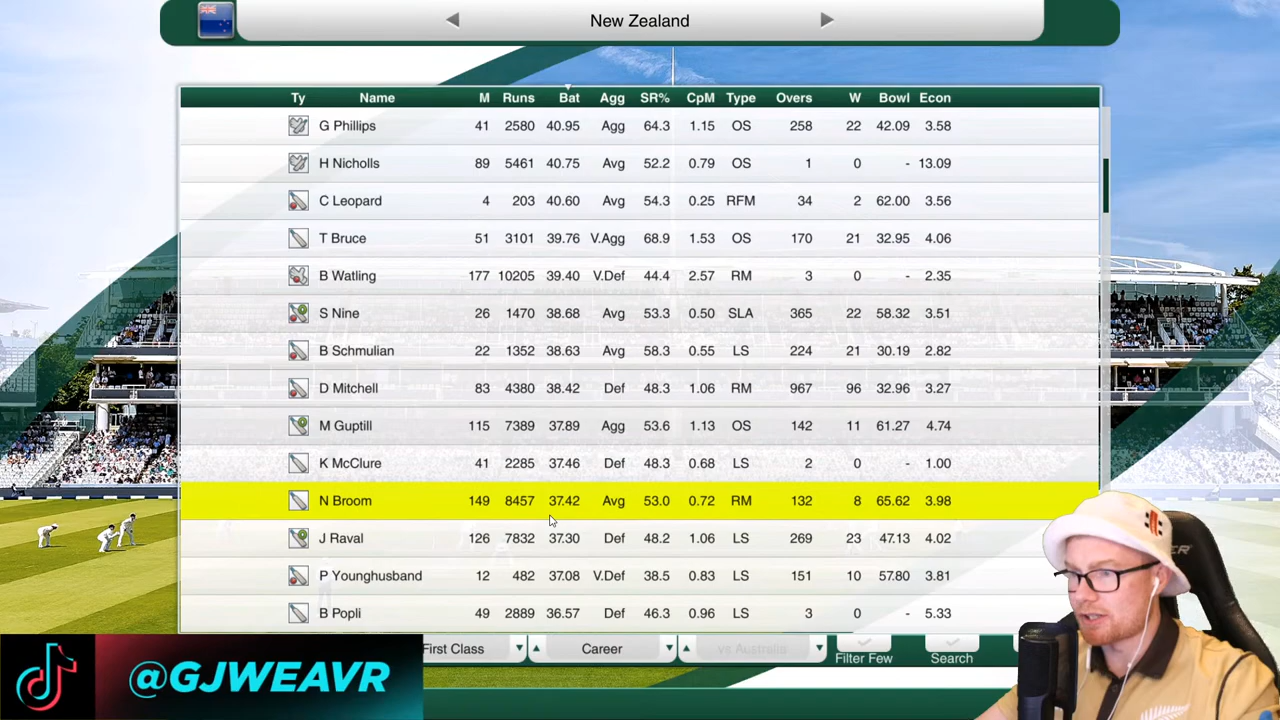 New Zealand
Ty Name M Runs Bat Agg SR% CpM Type Overs W Bowl Econ
G Phillips 41 2580 40.95 Agg 64.3 1.15 OS 258 22 42.09 3.58
H Nicholls 89 5461 40.75 Avg 52.2 0.79 OS 1 0 - 13.09
C Leopard 4 203 40.60 Avg 54.3 0.25 RFM 34 2 62.00 3.56
T Bruce 51 3101 39.76 V.Agg 68.9 1.53 OS 170 21 32.95 4.06
B Watling 177 10205 39.40 V.Def 44.4 2.57 RM 3 0 - 2.35
S Nine 26 1470 38.68 Avg 53.3 0.50 SLA 365 22 58.32 3.51
B Schmulian 22 1352 38.63 Avg 58.3 0.55 LS 224 21 30.19 2.82
D Mitchell 83 4380 38.42 Def 48.3 1.06 RM 967 96 32.96 3.27
M Guptill 115 7389 37.89 Agg 53.6 1.13 OS 142 11 61.27 4.74
K McClure 41 2285 37.46 Def 48.3 0.68 LS 2 0 - 1.00
N Broom 149 8457 37.42 Avg 53.0 0.72 RM 132 8 65.62 3.98
J Raval 126 7832 37.30 Def 48.2 1.06 LS 269 23 47.13 4.02
P Younghusband 12 482 37.08 V.Def 38.5 0.83 LS 151 10 57.80 3.81
B Popli 49 2889 36.57 Def 46.3 0.96 LS 3 0 - 5.33
First Class Career vs Australia Filter Few Search
@GJWEAVR